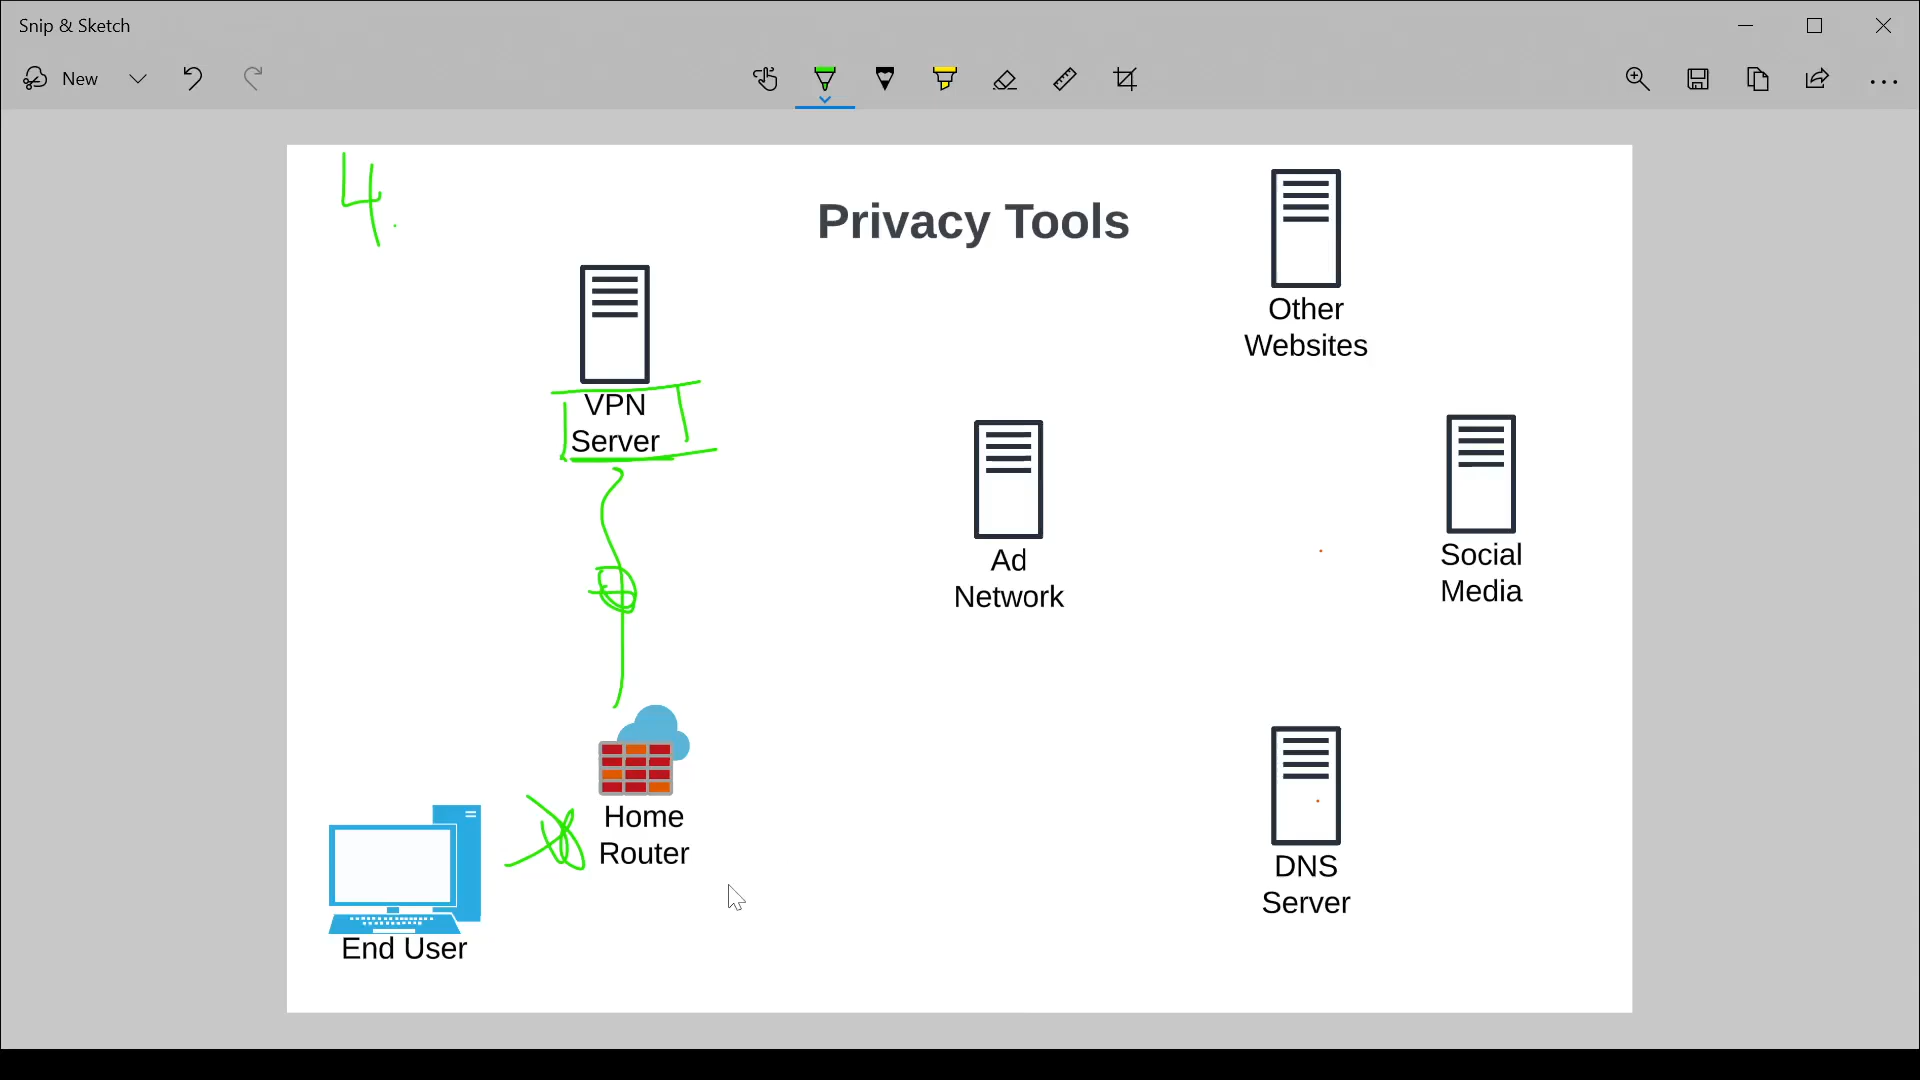 Snip & Sketch
New
4.
Privacy Tools
Other
Websites
VPN
Server
Ad
Network
Social
Media
Home
Router
DNS
Server
End User